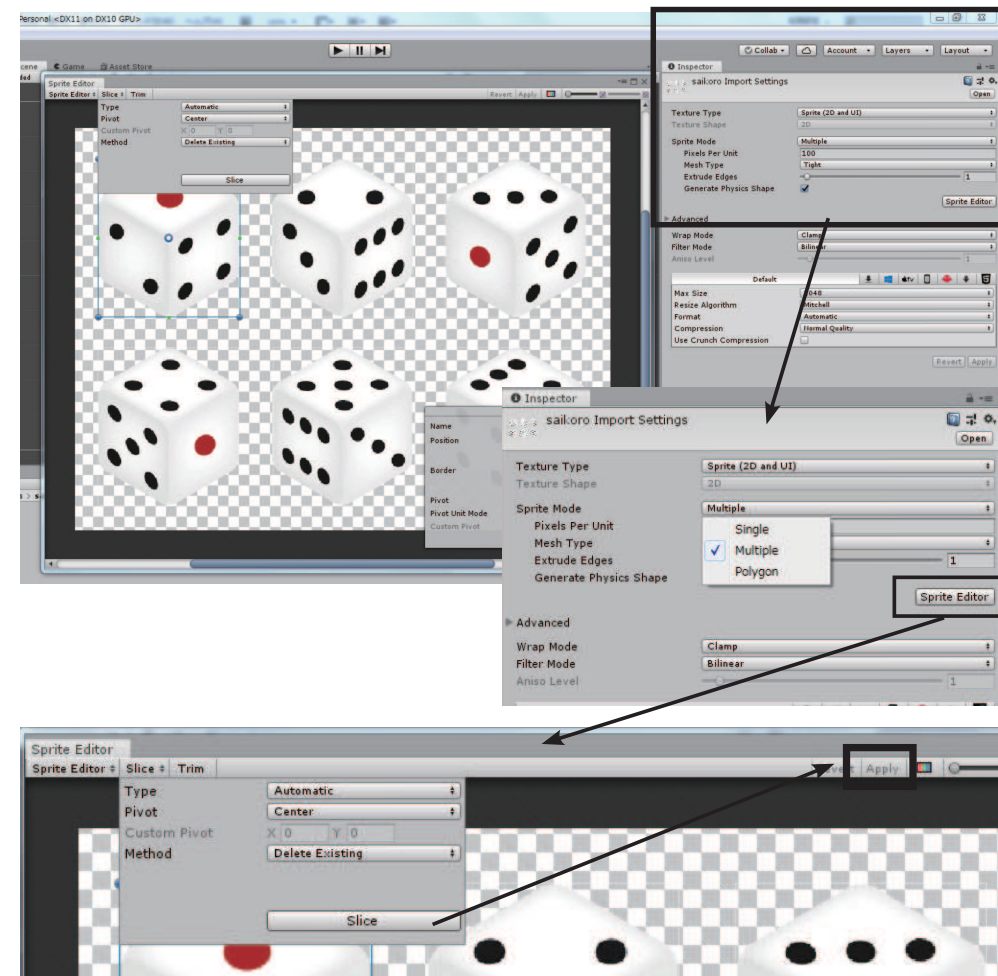 Personal <DX11 on DX10 GPU>
Collab
Account
Layers
Layout
Game
Asset Store
Sprite Editor
Sprite Editor Slice Trim
Revert Apply
Type Automatic
Pivot Center
Custom Pivot X 0 Y 0
Method Delete Existing
Slice
Inspector
saikoro Import Settings
Open
Texture Type Sprite (2D and UI)
Texture Shape 2D
Sprite Mode Multiple
Pixels Per Unit 100
Mesh Type Tight
Extrude Edges 1
Generate Physics Shape
Sprite Editor
Advanced
Wrap Mode Clamp
Filter Mode Bilinear
Aniso Level 1
Default
Max Size 2048
Resize Algorithm Mitchell
Format Automatic
Compression Normal Quality
Use Crunch Compression
Revert Apply
Name
Position
Border
Pivot
Pivot Unit Mode
Custom Pivot
Inspector
saikoro Import Settings
Open
Texture Type Sprite (2D and UI)
Texture Shape 2D
Sprite Mode Multiple
Pixels Per Unit Single
Mesh Type Multiple
Extrude Edges Polygon 1
Generate Physics Shape
Sprite Editor
Advanced
Wrap Mode Clamp
Filter Mode Bilinear
Aniso Level 1
Sprite Editor
Sprite Editor Slice Trim
Apply
Type Automatic
Pivot Center
Custom Pivot X 0 Y 0
Method Delete Existing
Slice